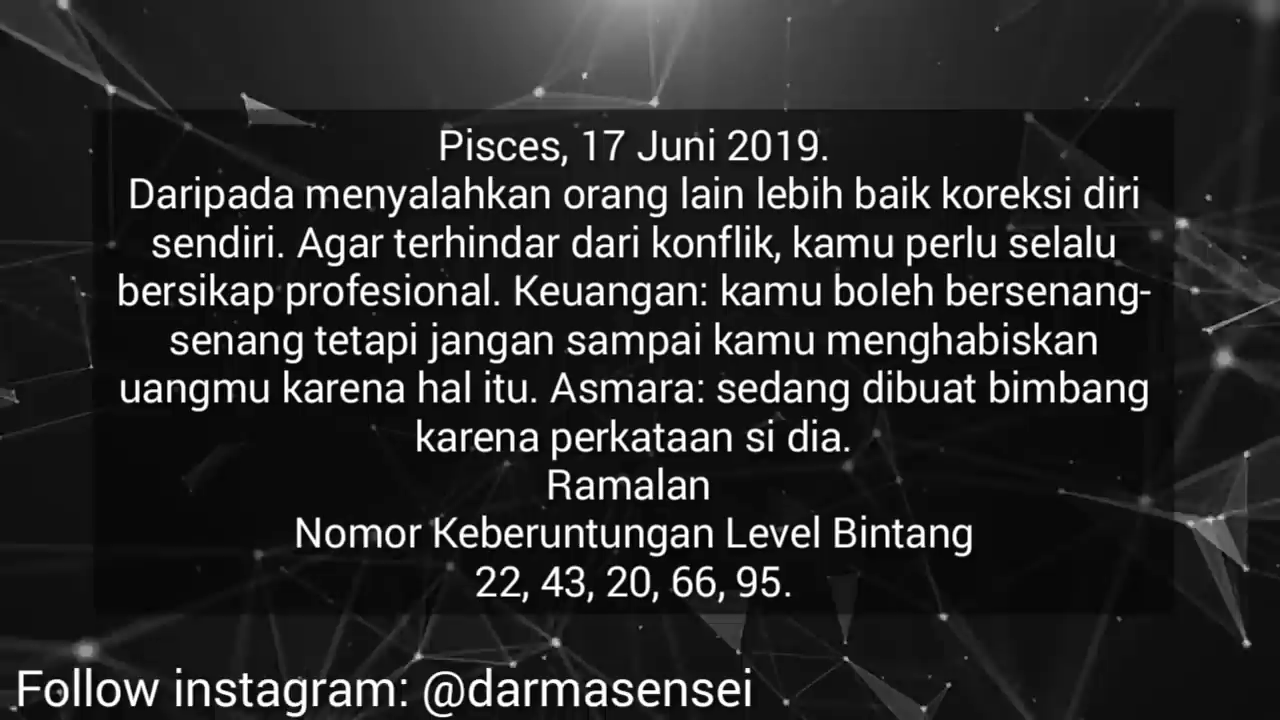 Pisces, 17 Juni 2019.
Daripada menyalahkan orang lain lebih baik koreksi diri
sendiri. Agar terhindar dari konflik, kamu perlu selalu
bersikap profesional. Keuangan: kamu boleh bersenang-
senang tetapi jangan sampai kamu menghabiskan
uangmu karena hal itu. Asmara: sedang dibuat bimbang
karena perkataan si dia.
Ramalan
Nomor Keberuntungan Level Bintang
22, 43, 20, 66, 95.
Follow instagram: @darmasensei